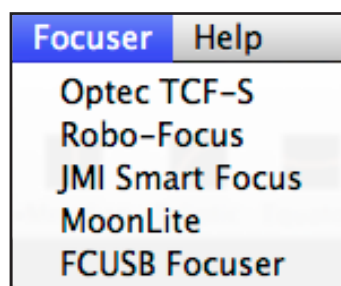 Focuser Help
Optec TCF-S
Robo-Focus
JMI Smart Focus
MoonLite
FCUSB Focuser